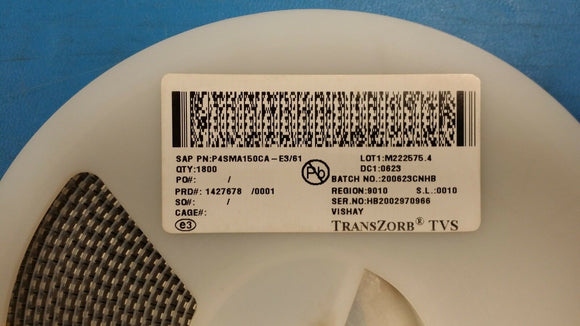 SAP PN:P4SMA150CA-E3/61 LOT1:M222575.4
QTY:1800 DC1:0623
PO#: / Pb BATCH NO.:200623CNHB
PRD#: 1427678 /0001 REGION:9010 S.L.:0010
SO#: / SER.NO:HB2002970966
CAGE#: VISHAY
e3 TRANSZORB® TVS